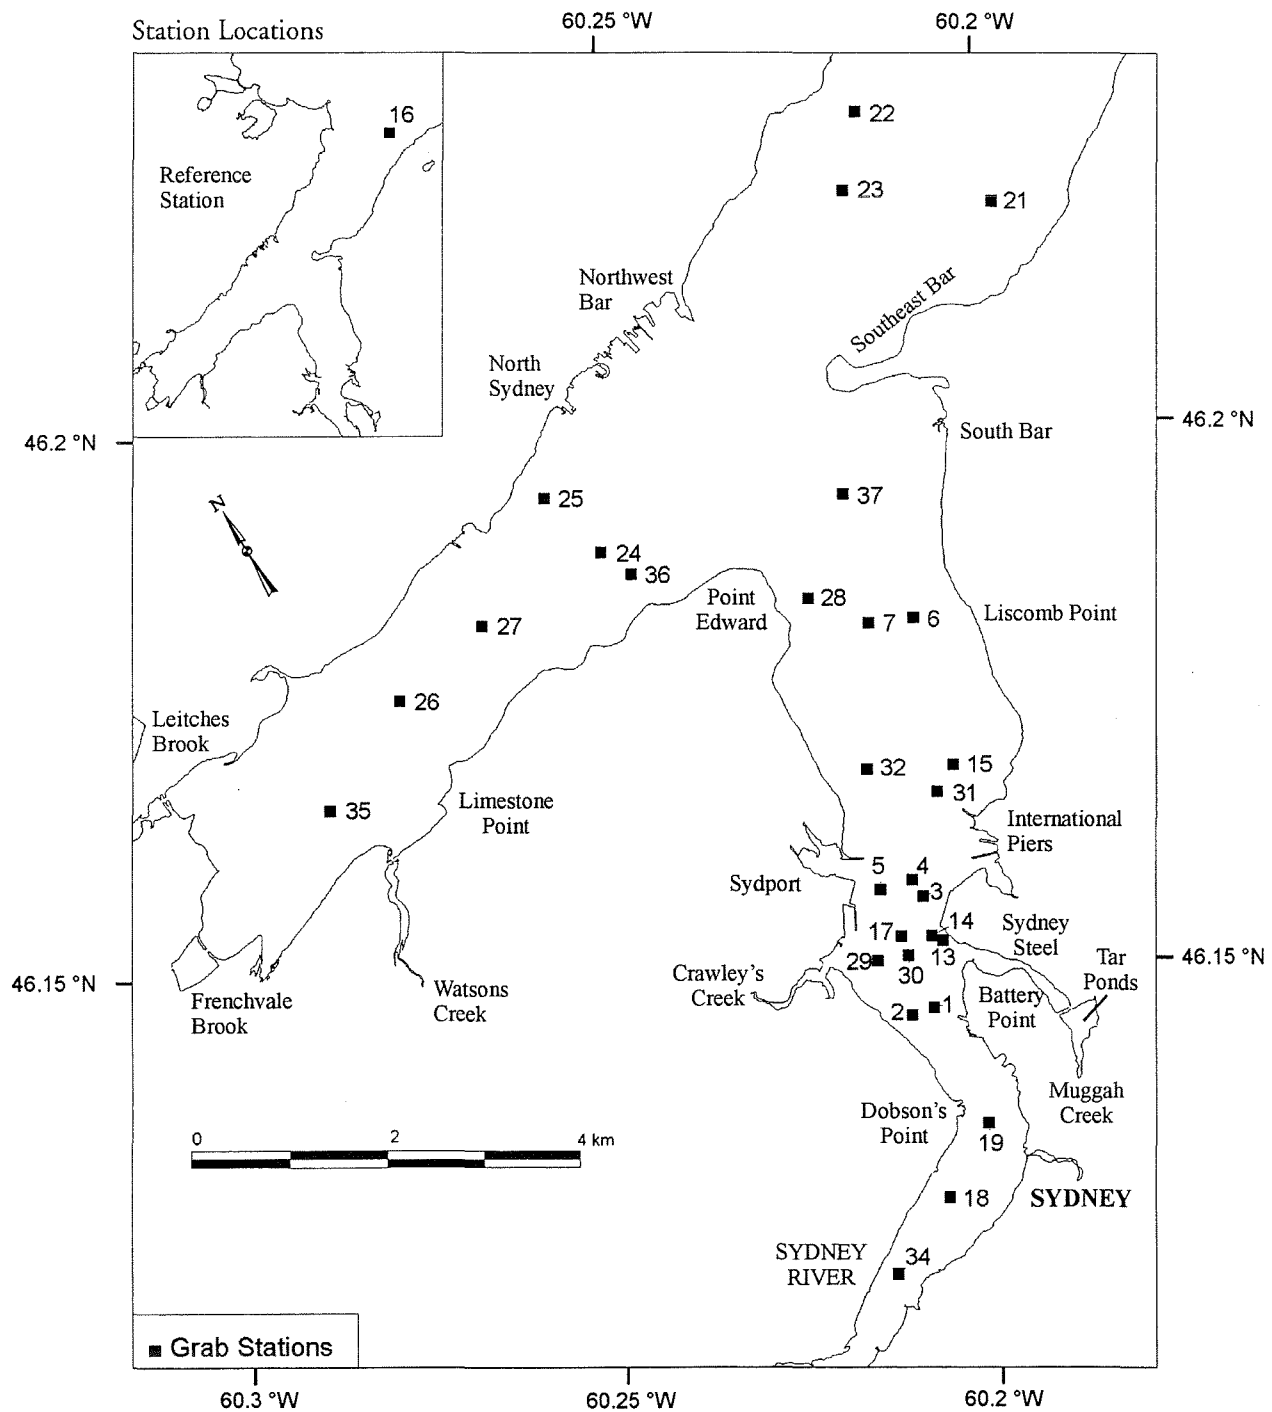 Station Locations
60.25 °W
60.2 °W
16
Reference
Station
22
23
21
Northwest
Bar
Southeast Bar
North
Sydney
46.2 °N
46.2 °N
South Bar
N
25
37
24
36
Point
Edward
28
7
6
Liscomb Point
27
26
Leitches
Brook
32
15
31
35
Limestone
Point
International
Piers
5
4
3
Sydport
17
14
13
Sydney
Steel
29
30
Tar
Ponds
46.15 °N
46.15 °N
Crawley's
Creek
Frenchvale
Brook
Watsons
Creek
2
1
Battery
Point
Muggah
Creek
Dobson's
Point
19
0
2
4 km
18
SYDNEY
SYDNEY
RIVER
34
Grab Stations
60.3 °W
60.25 °W
60.2 °W